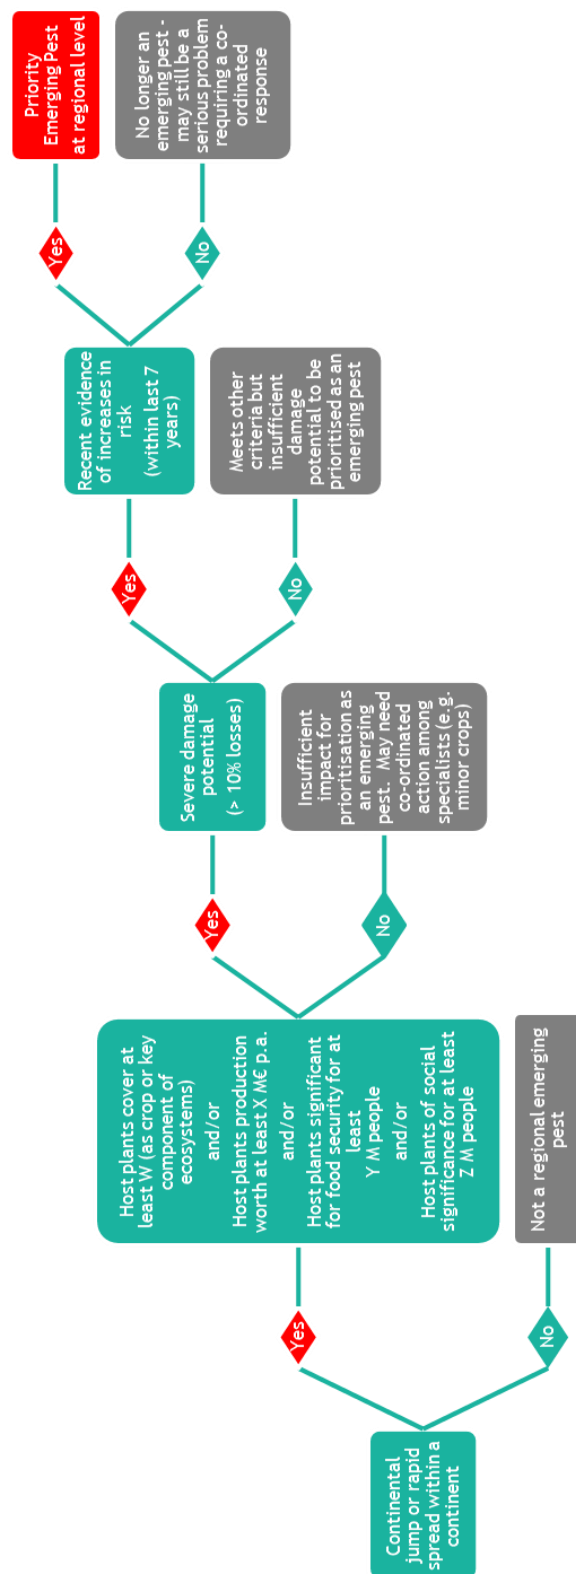 Continental
jump or rapid
spread within a
continent
Yes
No
Host plants cover at
least W (as crop or key
component of
ecosystems)
and/or
Host plants production
worth at least X M€ p.a.
and/or
Host plants significant
for food security for at
least
Y M people
and/or
Host plants of social
significance for at least
Z M people
Not a regional emerging
pest
Yes
No
Severe damage
potential
(> 10% losses)
Insufficient
impact for
prioritisation as
an emerging
pest. May need
co-ordinated
action among
specialists (e.g.
minor crops)
Yes
No
Recent evidence
of increases in
risk
(within last 7
years)
Meets other
criteria but
insufficient
damage
potential to be
prioritised as an
emerging pest
Yes
No
Priority
Emerging Pest
at regional level
No longer an
emerging pest -
may still be a
serious problem
requiring a co-
ordinated
response